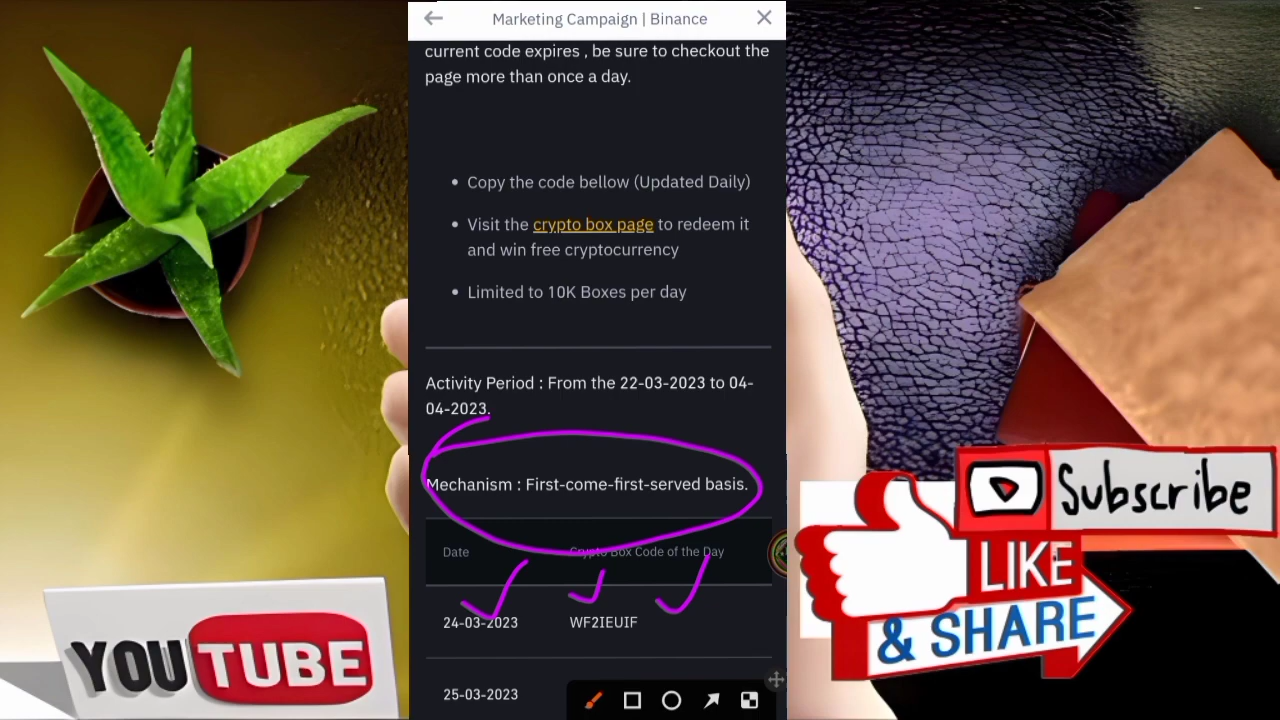 Marketing Campaign | Binance
current code expires , be sure to checkout the
page more than once a day.
• Copy the code bellow (Updated Daily)
• Visit the crypto box page to redeem it
and win free cryptocurrency
• Limited to 10K Boxes per day
Activity Period : From the 22-03-2023 to 04-
04-2023.
Mechanism : First-come-first-served basis.
Date Crypto Box Code of the Day
24-03-2023 WF2IEUIF
25-03-2023
YOUTUBE
Subscribe
LIKE
& SHARE